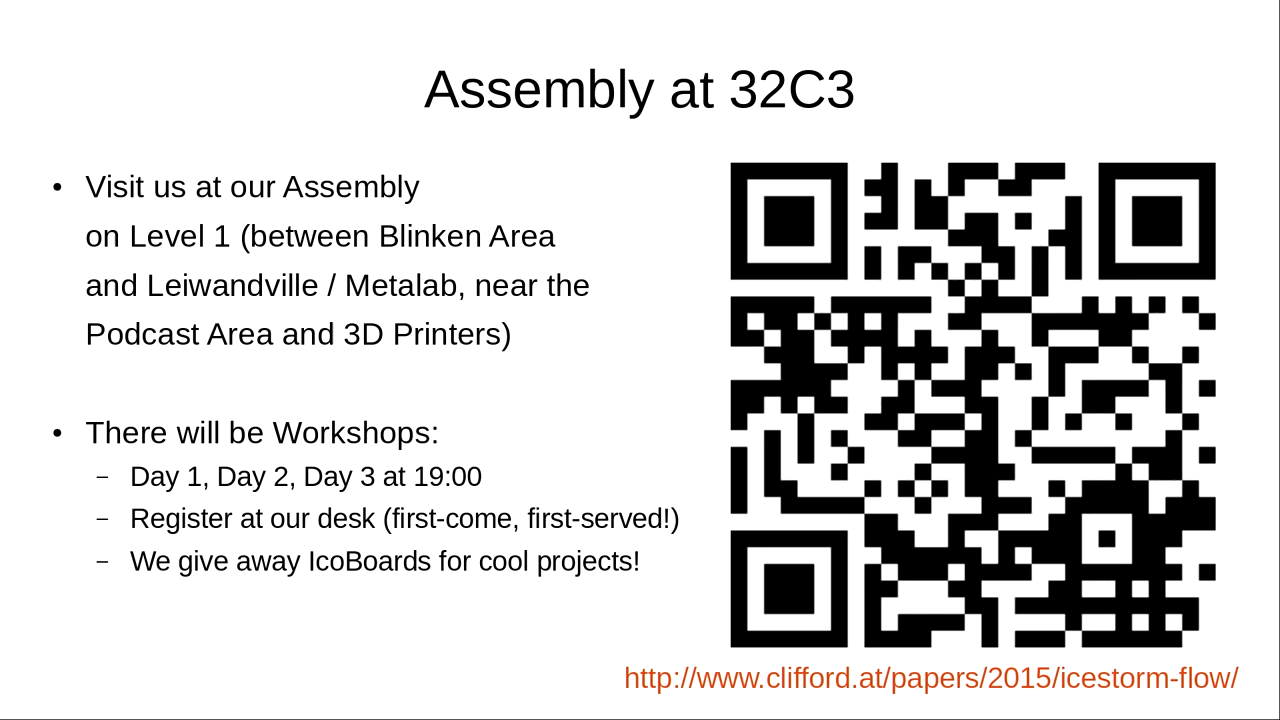 Assembly at 32C3
• Visit us at our Assembly
on Level 1 (between Blinken Area
and Leiwandville / Metalab, near the
Podcast Area and 3D Printers)
• There will be Workshops:
– Day 1, Day 2, Day 3 at 19:00
– Register at our desk (first-come, first-served!)
– We give away IcoBoards for cool projects!
http://www.clifford.at/papers/2015/icestorm-flow/